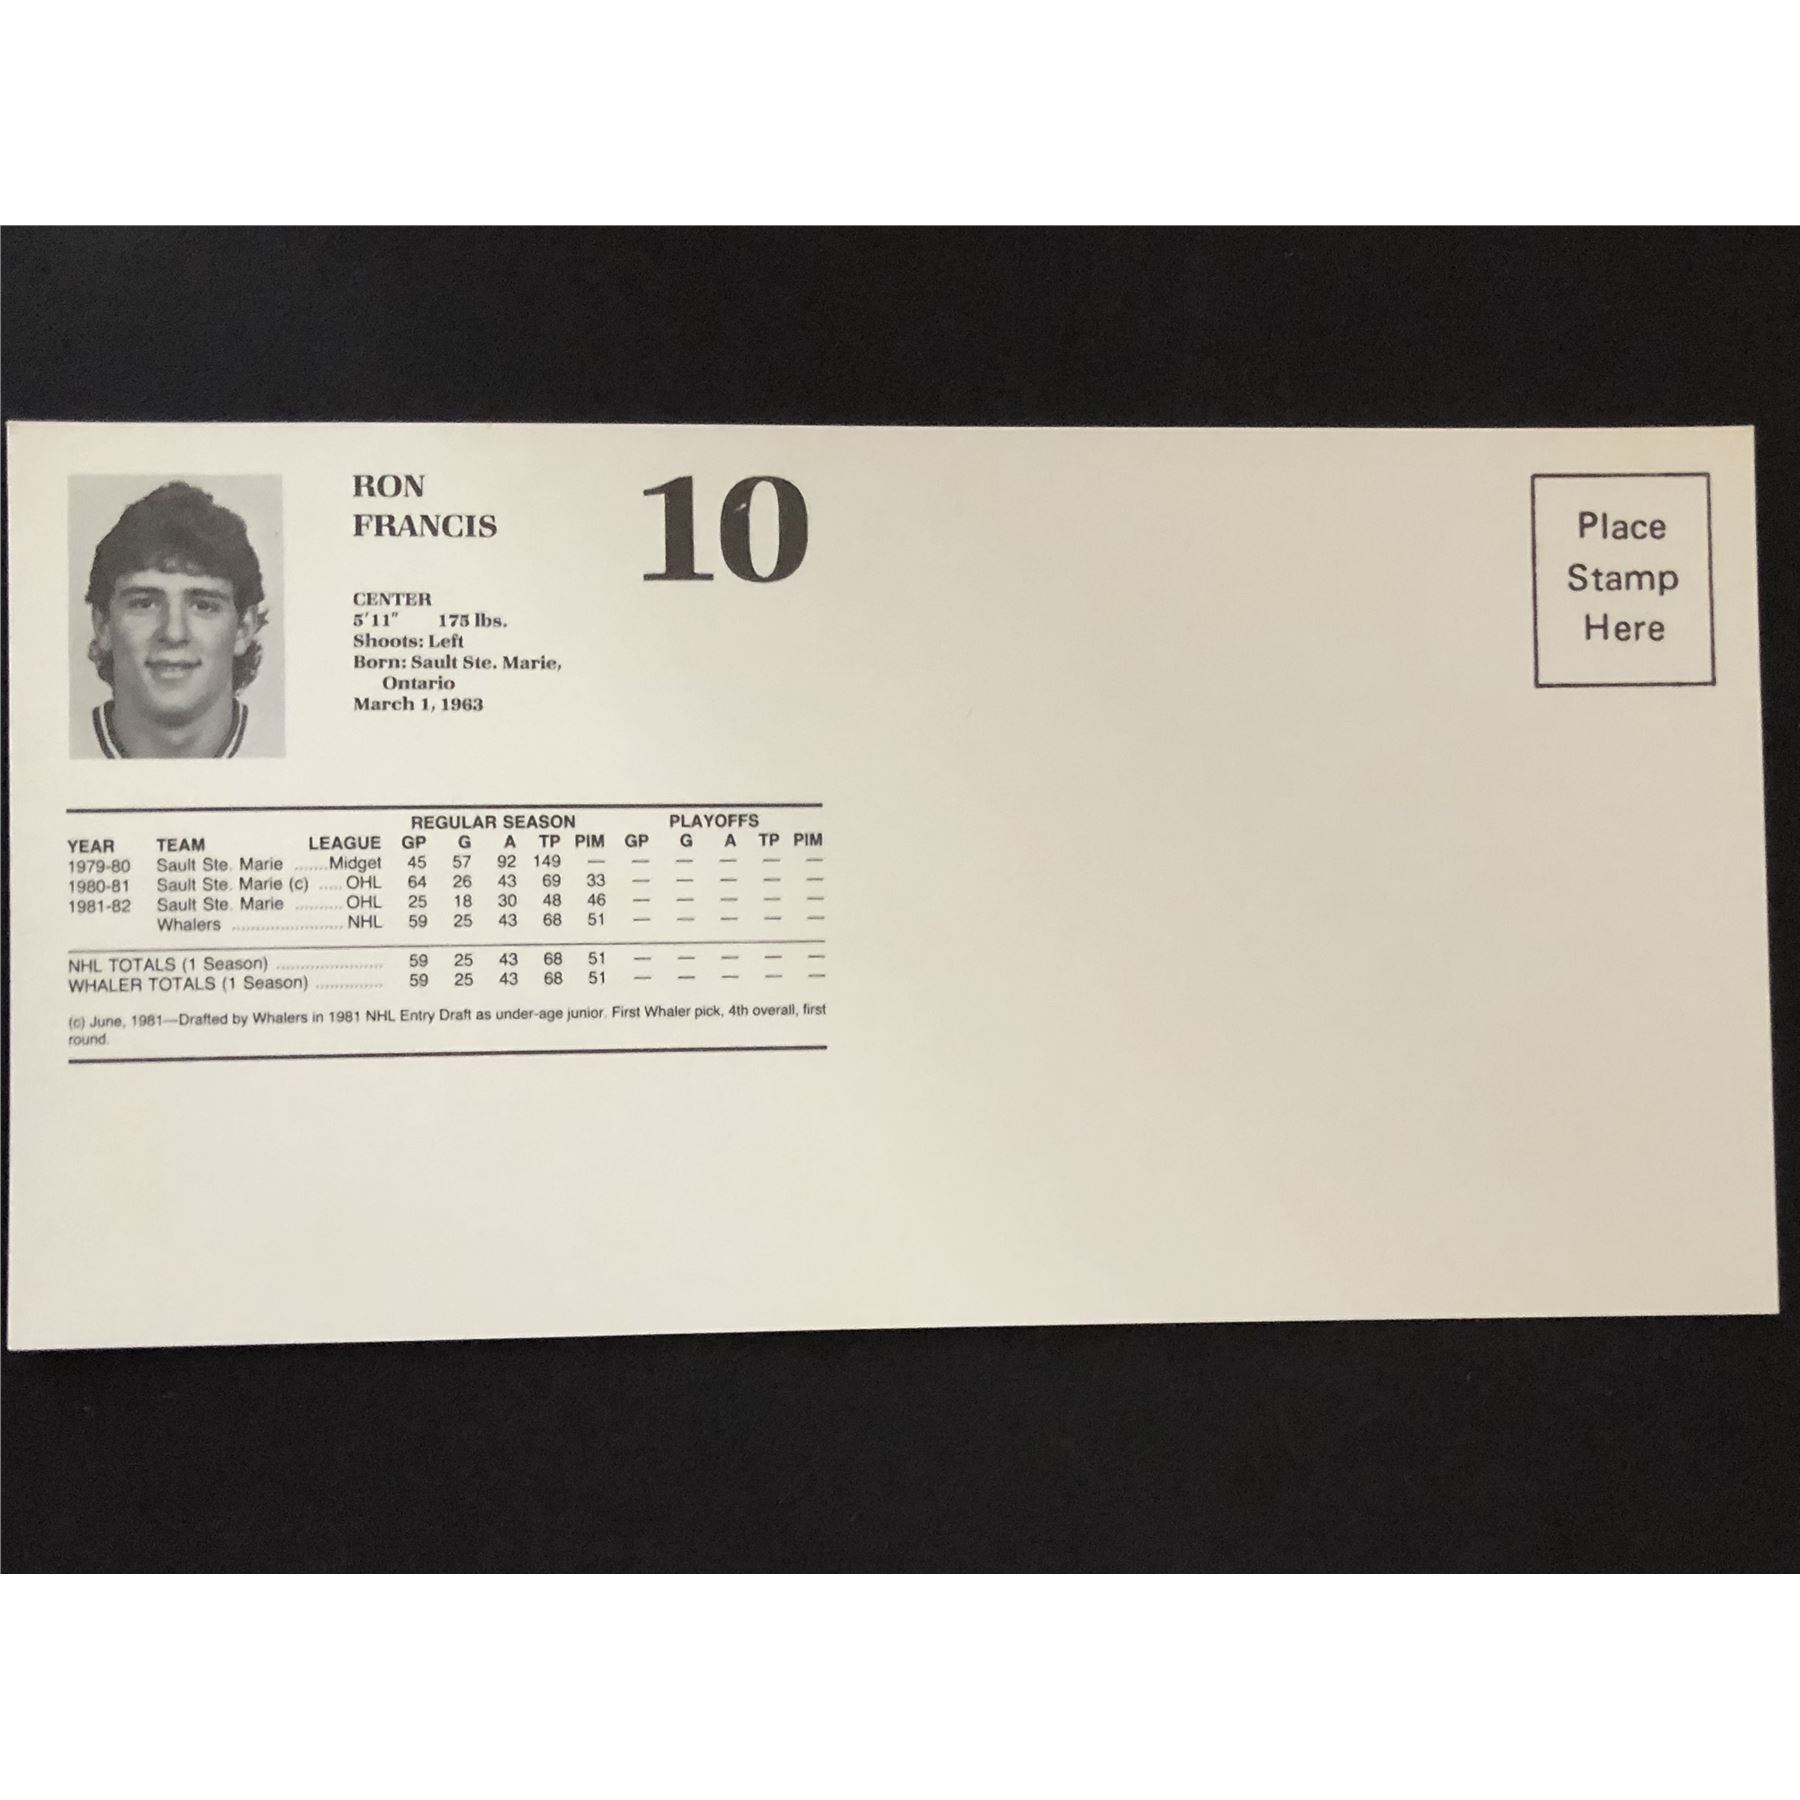 RON
FRANCIS
10
CENTER
5'11" 175 lbs.
Shoots: Left
Born: Sault Ste. Marie,
Ontario
March 1, 1963
Place
Stamp
Here
REGULAR SEASON PLAYOFFS
YEAR TEAM LEAGUE GP G A TP PIM GP G A TP PIM
1979-80 Sault Ste. Marie .......Midget 45 57 92 149 — — — — — —
1980-81 Sault Ste. Marie (c) ..... OHL 64 26 43 69 33 — — — — —
1981-82 Sault Ste. Marie .......... OHL 25 18 30 48 46 — — — — —
Whalers ........................ NHL 59 25 43 68 51 — — — — —
NHL TOTALS (1 Season) ....................... 59 25 43 68 51 — — — — —
WHALER TOTALS (1 Season) .............. 59 25 43 68 51 — — — — —
(c) June, 1981—Drafted by Whalers in 1981 NHL Entry Draft as under-age junior. First Whaler pick, 4th overall, first
round.